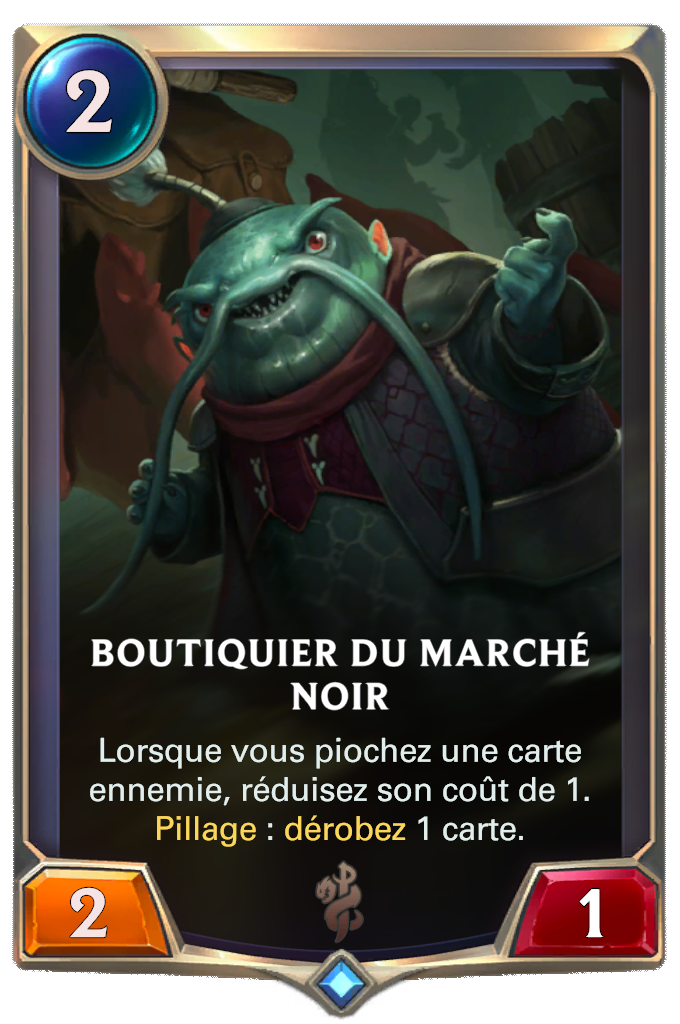 2
BOUTIQUIER DU MARCHÉ
NOIR
Lorsque vous piochez une carte
ennemie, réduisez son coût de 1.
Pillage : dérobez 1 carte.
2
1